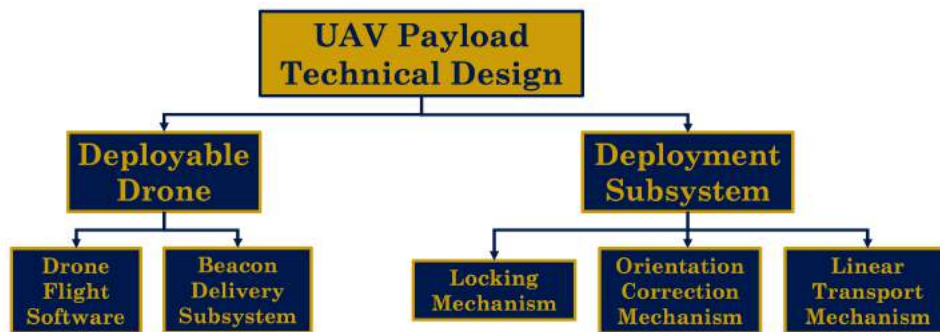 UAV Payload
Technical Design
Deployable
Drone
Deployment
Subsystem
Drone
Flight
Software
Beacon
Delivery
Subsystem
Locking
Mechanism
Orientation
Correction
Mechanism
Linear
Transport
Mechanism